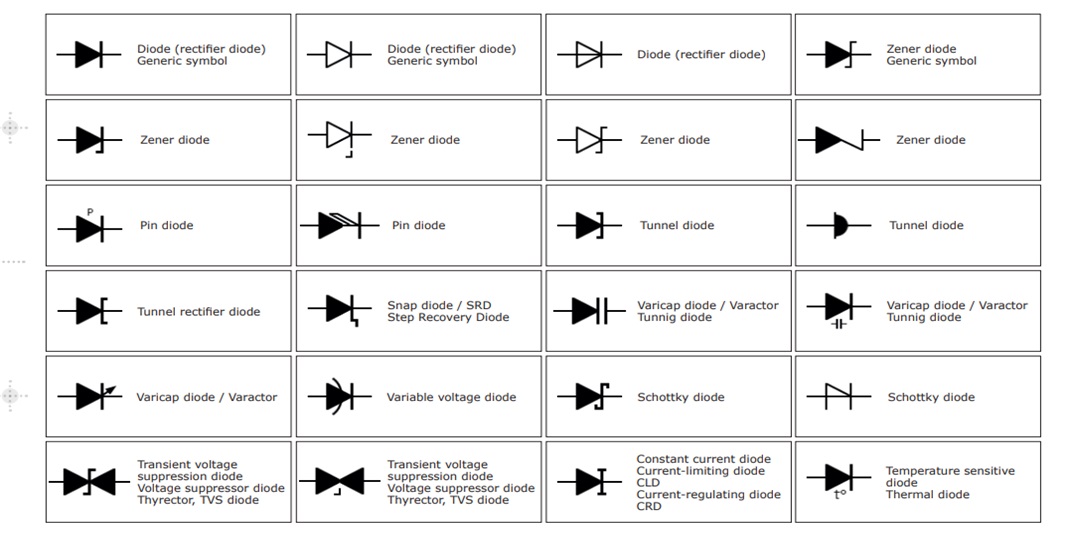 Diode (rectifier diode)
Generic symbol
Diode (rectifier diode)
Generic symbol
Diode (rectifier diode)
Zener diode
Generic symbol
Zener diode
Zener diode
Zener diode
Zener diode
P
Pin diode
Pin diode
Tunnel diode
Tunnel diode
Tunnel rectifier diode
Snap diode / SRD
Step Recovery Diode
Varicap diode / Varactor
Tunnig diode
Varicap diode / Varactor
Tunnig diode
Varicap diode / Varactor
Variable voltage diode
Schottky diode
Schottky diode
Transient voltage
suppression diode
Voltage suppressor diode
Thyrector, TVS diode
Transient voltage
suppression diode
Voltage suppressor diode
Thyrector, TVS diode
Constant current diode
Current-limiting diode
CLD
Current-regulating diode
CRD
t°
Temperature sensitive
diode
Thermal diode